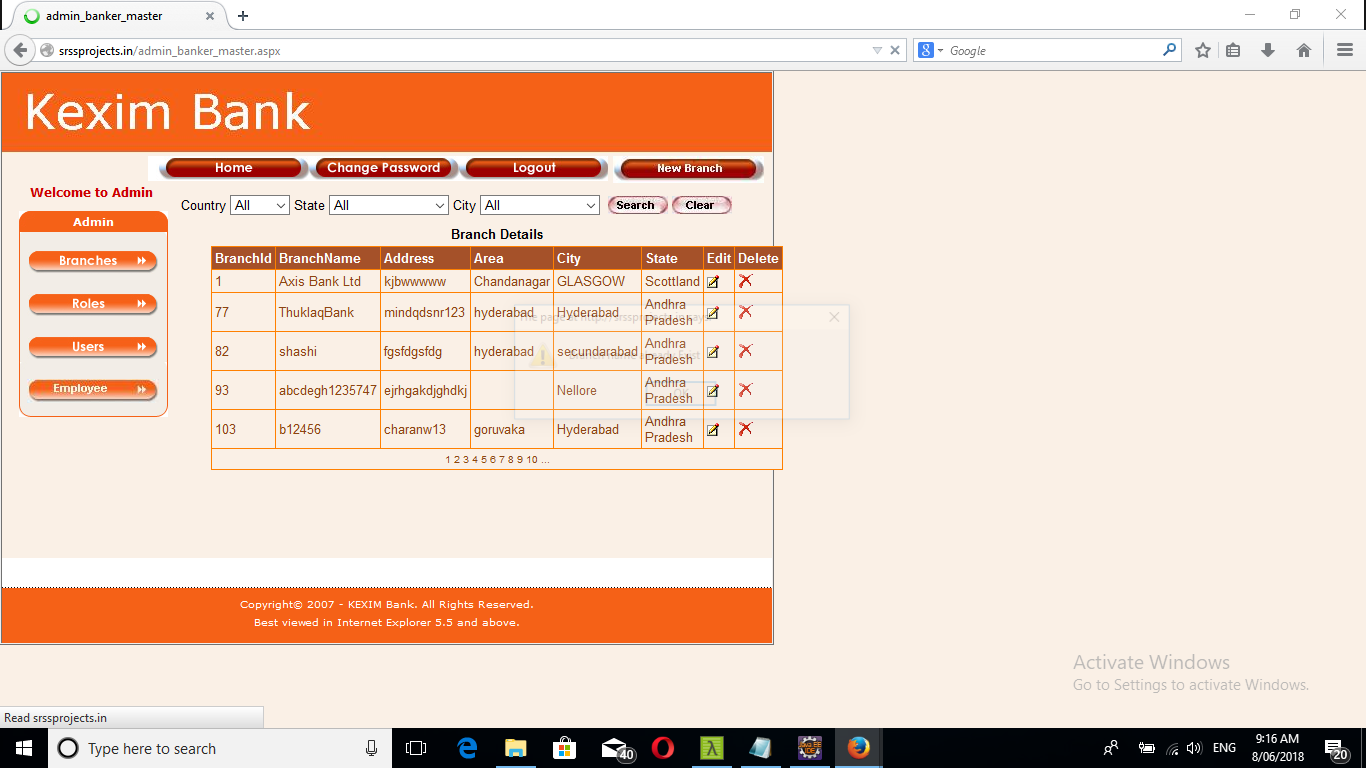 admin_banker_master
srssprojects.in/admin_banker_master.aspx
Google
Kexim Bank
Home Change Password Logout New Branch
Welcome to Admin
Country All State All City All Search Clear
Admin
Branches
Roles
Users
Employee
Branch Details
BranchId BranchName Address Area City State Edit Delete
1 Axis Bank Ltd kjbwwwww Chandanagar GLASGOW Scottland
77 ThuklaqBank mindqdsnr123 hyderabad Hyderabad Andhra Pradesh
82 shashi fgsfdgsfdg hyderabad secundarabad Andhra Pradesh
93 abcdegh1235747 ejrhgakdjghdkj Nellore Andhra Pradesh
103 b12456 charanw13 goruvaka Hyderabad Andhra Pradesh
1 2 3 4 5 6 7 8 9 10 ...
Copyright© 2007 - KEXIM Bank. All Rights Reserved.
Best viewed in Internet Explorer 5.5 and above.
Activate Windows
Go to Settings to activate Windows.
Read srssprojects.in
Type here to search
40
ENG
9:16 AM
8/06/2018
20